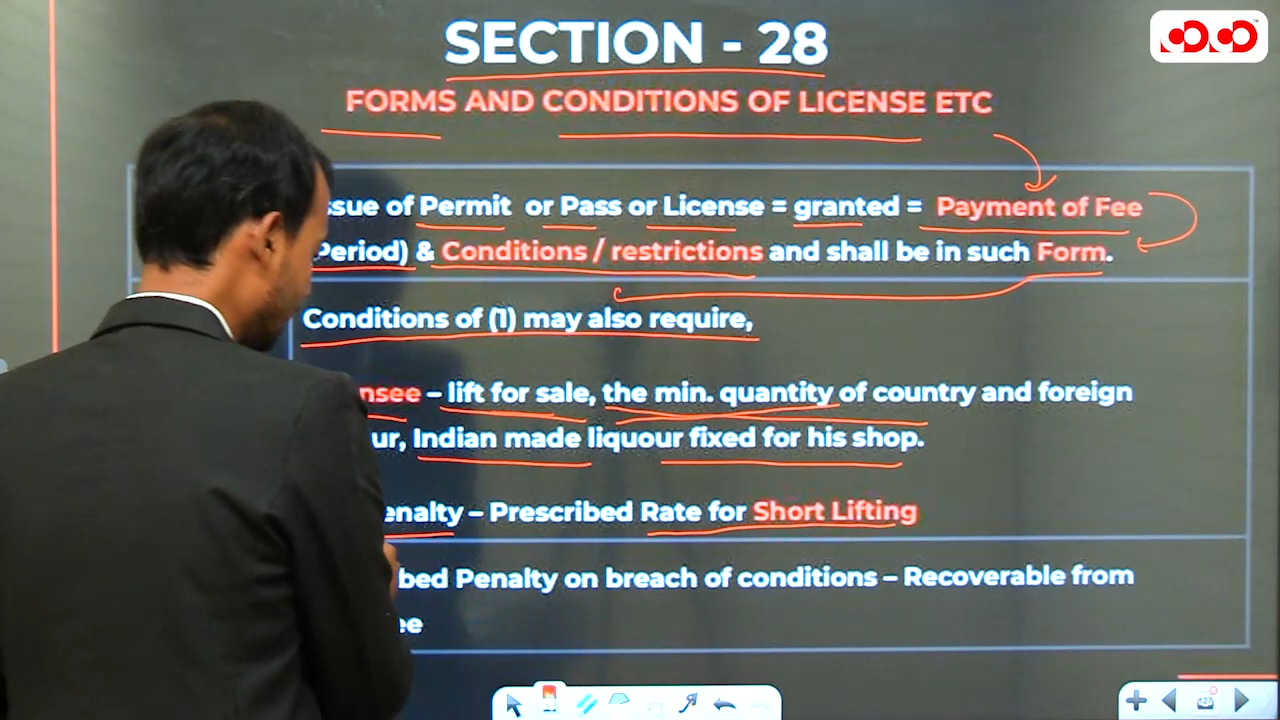 SECTION - 28
FORMS AND CONDITIONS OF LICENSE ETC
ssue of Permit or Pass or License = granted = Payment of Fee
Period) & Conditions / restrictions and shall be in such Form.
Conditions of (1) may also require,
nsee – lift for sale, the min. quantity of country and foreign
ur, Indian made liquour fixed for his shop.
enalty – Prescribed Rate for Short Lifting
bed Penalty on breach of conditions – Recoverable from
ee